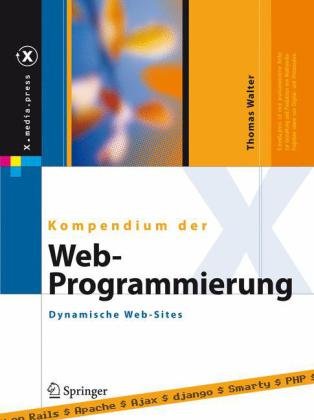 X.media.press
Thomas Walter
Kompendium der
Web-
Programmierung
Dynamische Web-Sites
Springer
on Rails $ Apache $ Ajax $ django $ Smarty $ PHP $